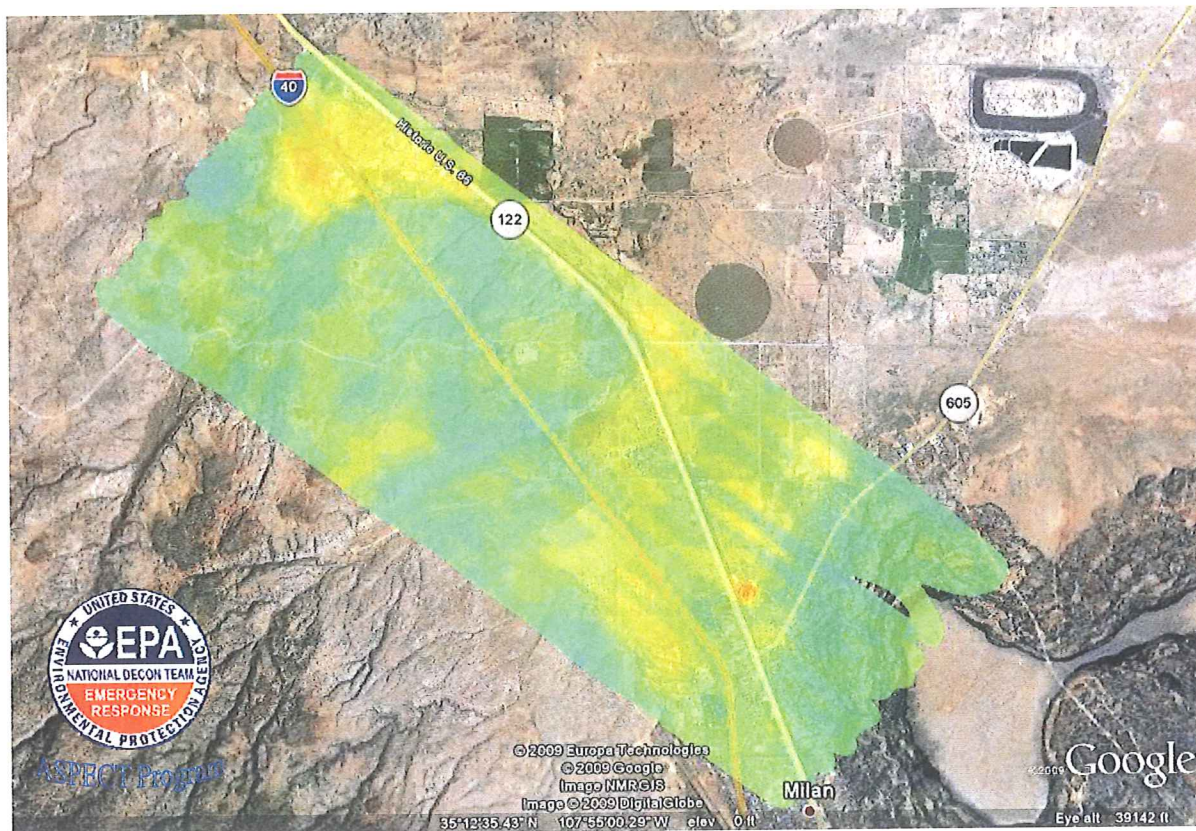 40
Historic U.S. 66
122
605
UNITED STATES
ENVIRONMENTAL PROTECTION AGENCY
EPA
NATIONAL DECON TEAM
EMERGENCY
RESPONSE
ASPECT Program
© 2009 Europa Technologies
© 2009 Google
Image NMRGIS
Image © 2009 DigitalGlobe
Milan
©2009 Google
35°12'35.43" N 107°55'00.29" W elev 0 ft
Eye alt 39142 ft